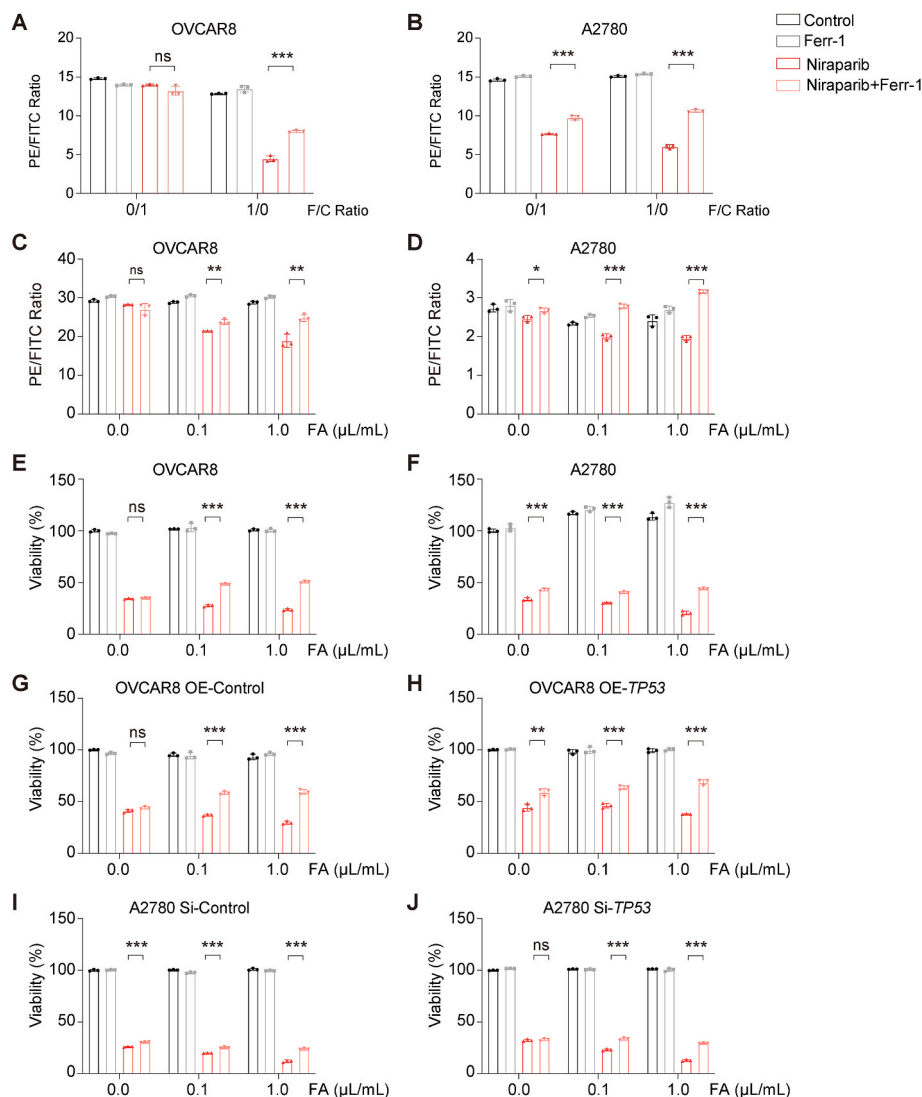 A OVCAR8
PE/FITC Ratio
20
15
10
5
0
ns
***
0/1 1/0 F/C Ratio
B A2780
PE/FITC Ratio
20
15
10
5
0
***
***
0/1 1/0 F/C Ratio
Control
Ferr-1
Niraparib
Niraparib+Ferr-1
C OVCAR8
PE/FITC Ratio
40
30
20
10
0
ns
**
**
0.0 0.1 1.0 FA (µL/mL)
D A2780
PE/FITC Ratio
4
3
2
1
0
*
***
***
0.0 0.1 1.0 FA (µL/mL)
E OVCAR8
Viability (%)
150
100
50
0
ns
***
***
0.0 0.1 1.0 FA (µL/mL)
F A2780
Viability (%)
150
100
50
0
***
***
***
0.0 0.1 1.0 FA (µL/mL)
G OVCAR8 OE-Control
Viability (%)
150
100
50
0
ns
***
***
0.0 0.1 1.0 FA (µL/mL)
H OVCAR8 OE-TP53
Viability (%)
150
100
50
0
**
***
***
0.0 0.1 1.0 FA (µL/mL)
I A2780 Si-Control
Viability (%)
150
100
50
0
***
***
***
0.0 0.1 1.0 FA (µL/mL)
J A2780 Si-TP53
Viability (%)
150
100
50
0
ns
***
***
0.0 0.1 1.0 FA (µL/mL)